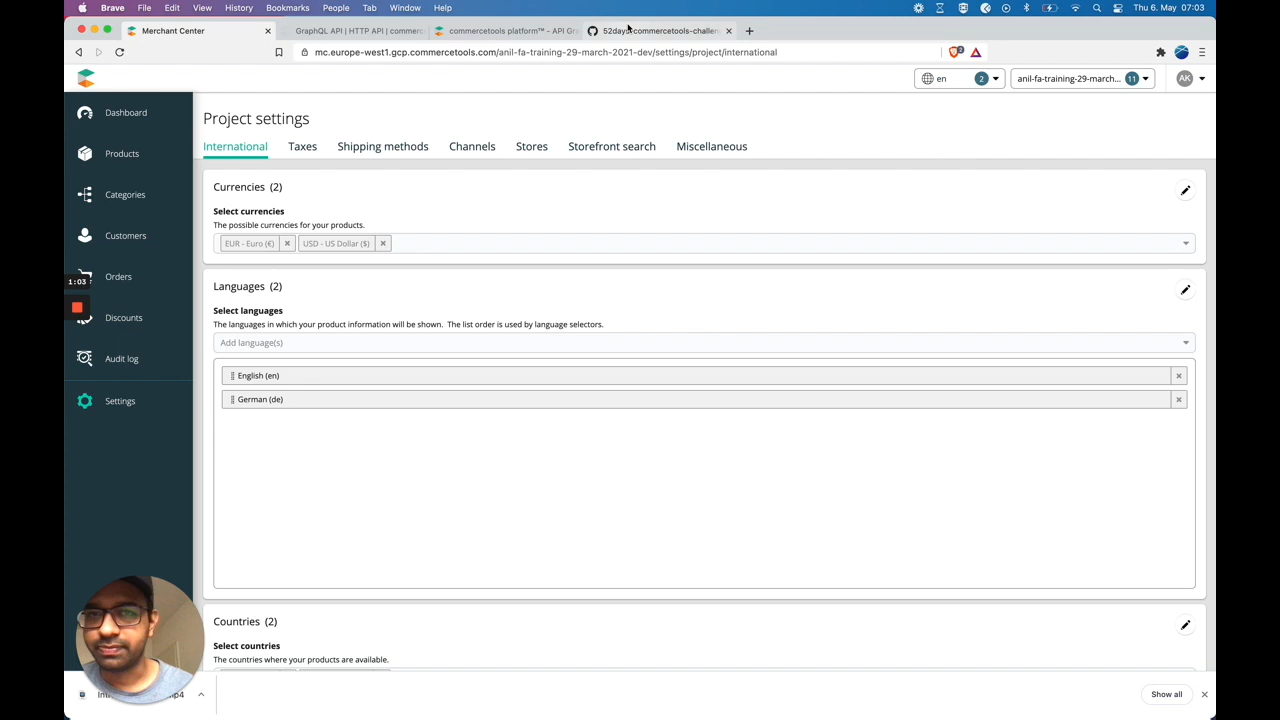 Brave File Edit View History Bookmarks People Tab Window Help Thu 6. May 07:03
Merchant Center
GraphQL API | HTTP API | commerc
commercetools platform™ - API Gra
52days/commercetools-challen
mc.europe-west1.gcp.commercetools.com/anil-fa-training-29-march-2021-dev/settings/project/international
en 2
anil-fa-training-29-march... 11
AK
Dashboard
Products
Categories
Customers
Orders
1:03
Discounts
Audit log
Settings
Project settings
International Taxes Shipping methods Channels Stores Storefront search Miscellaneous
Currencies (2)
Select currencies
The possible currencies for your products.
EUR - Euro (€) USD - US Dollar ($)
Languages (2)
Select languages
The languages in which your product information will be shown. The list order is used by language selectors.
Add language(s)
English (en)
German (de)
Countries (2)
Select countries
The countries where your products are available.
Show all